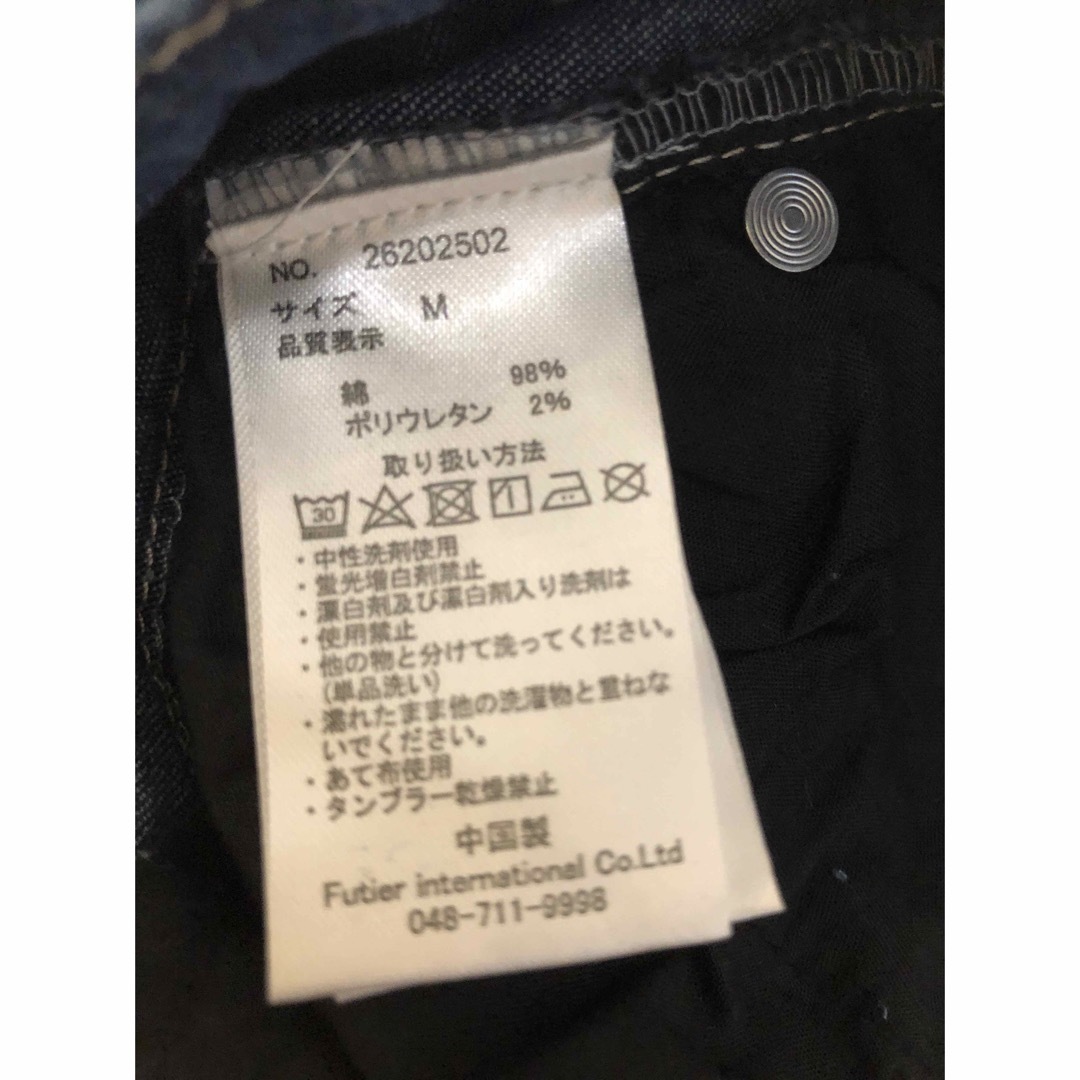 NO. 26202502
サイズ M
品質表示
綿 98%
ポリウレタン 2%
取り扱い方法
30
・中性洗剤使用
・蛍光増白剤禁止
・漂白剤及び漂白剤入り洗剤は
・使用禁止
・他の物と分けて洗ってください。
(単品洗い)
・濡れたまま他の洗濯物と重ねな
いでください。
・あて布使用
・タンブラー乾燥禁止
中国製
Futier international Co.Ltd
048-711-9998